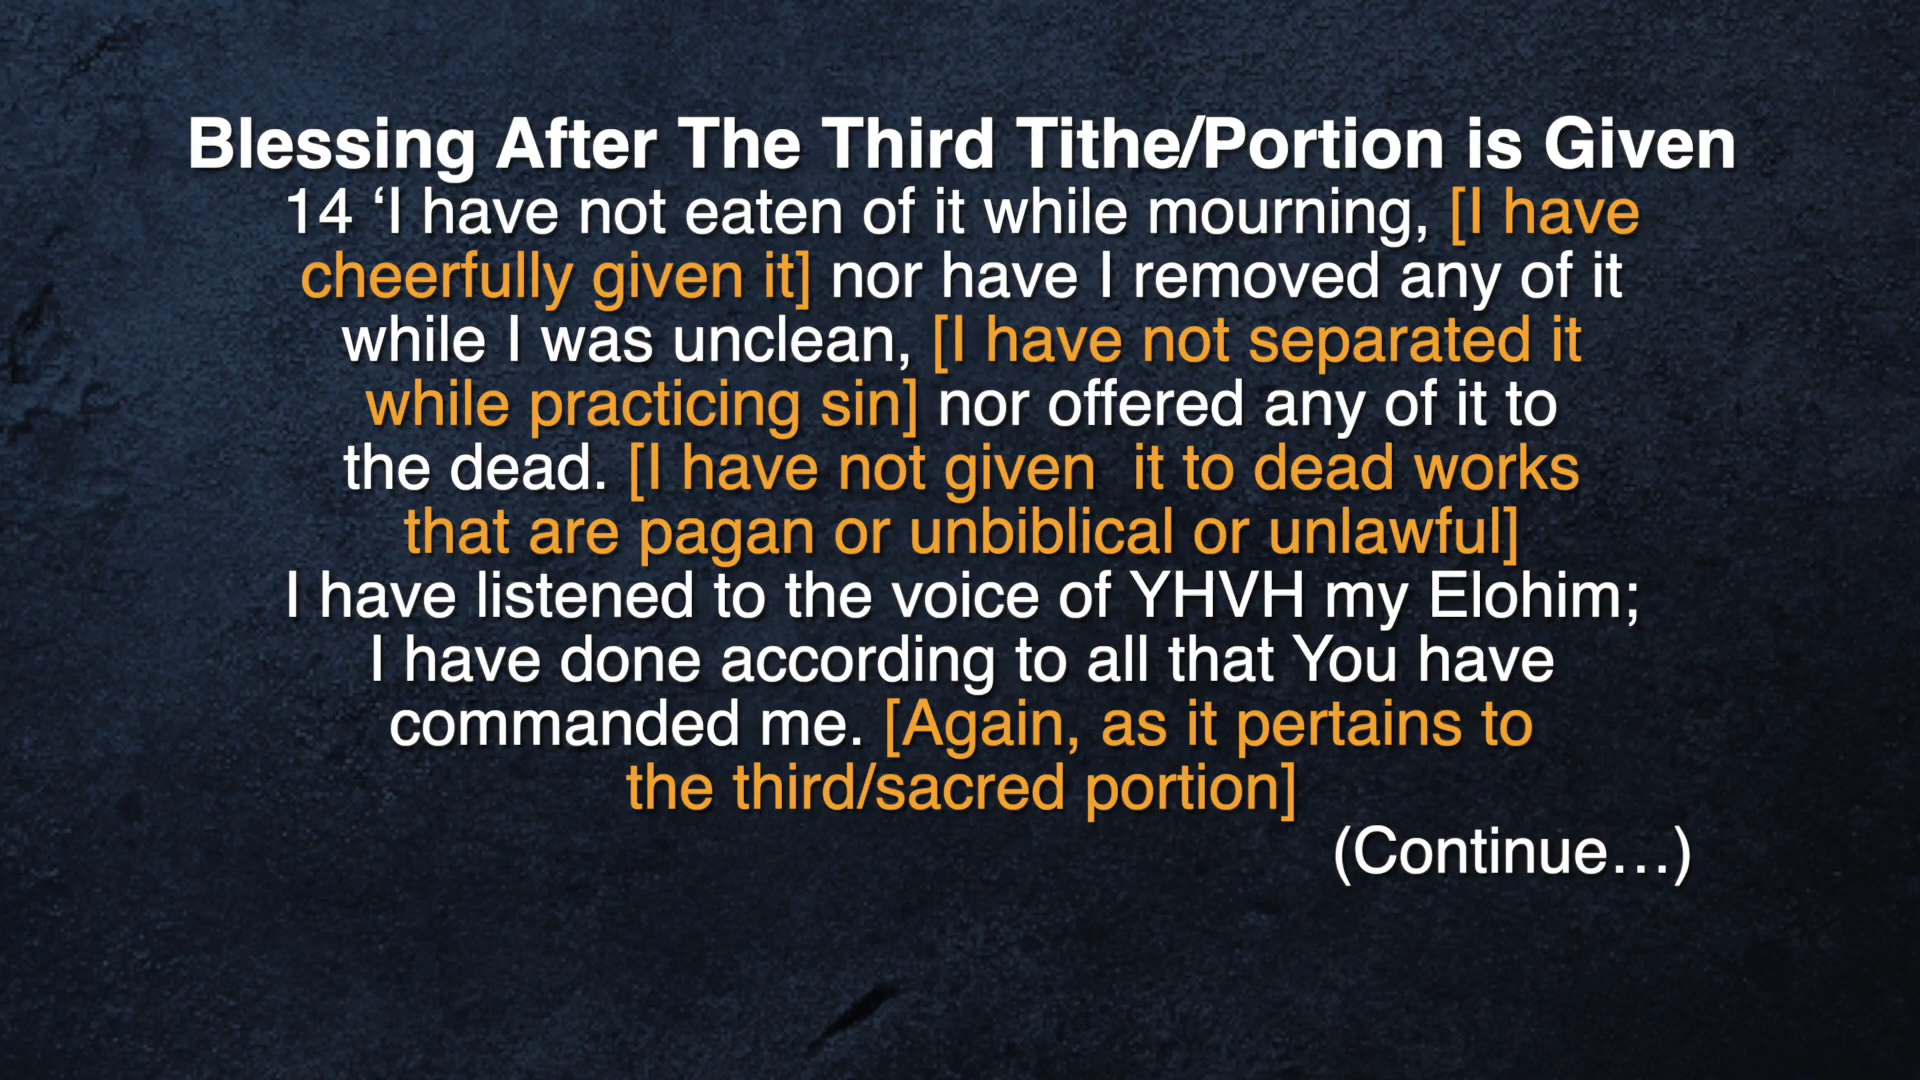 Blessing After The Third Tithe/Portion is Given
14 ‘I have not eaten of it while mourning, [I have
cheerfully given it] nor have I removed any of it
while I was unclean, [I have not separated it
while practicing sin] nor offered any of it to
the dead. [I have not given  it to dead works
that are pagan or unbiblical or unlawful]
I have listened to the voice of YHVH my Elohim;
I have done according to all that You have
commanded me. [Again, as it pertains to
the third/sacred portion]
(Continue…)